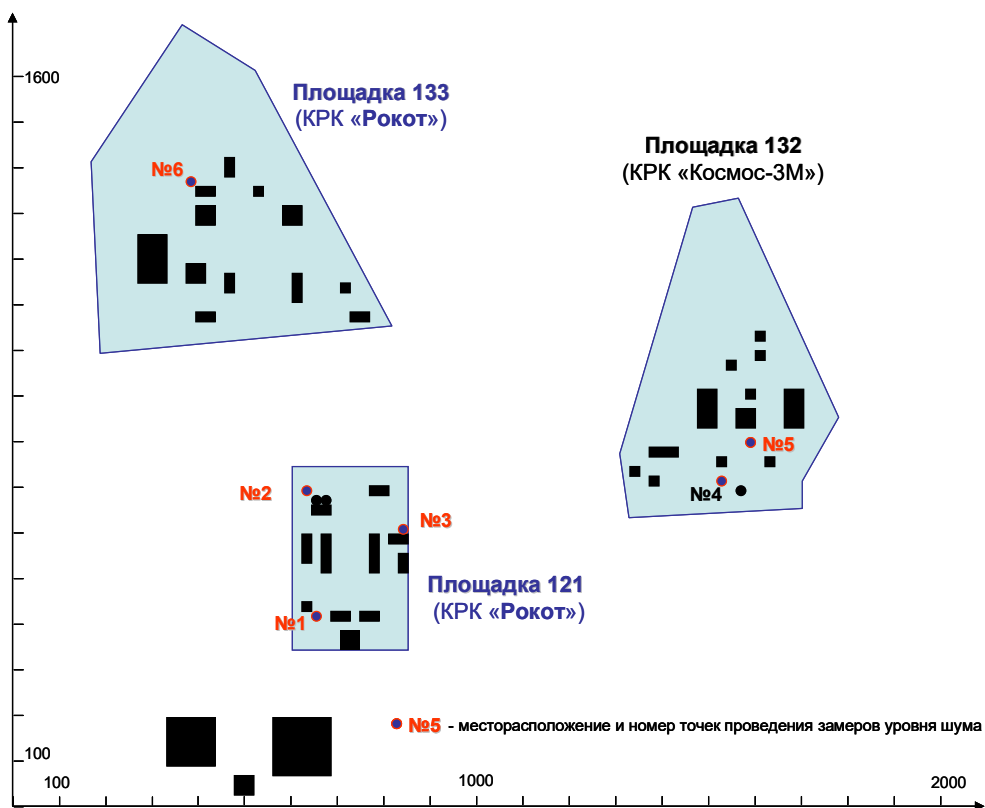 1600
Площадка 133
(КРК «Рокот»)
Площадка 132
(КРК «Космос-3М»)
№6
№5
№4
№2
№3
Площадка 121
(КРК «Рокот»)
№1
№5 - месторасположение и номер точек проведения замеров уровня шума
100
100
1000
2000